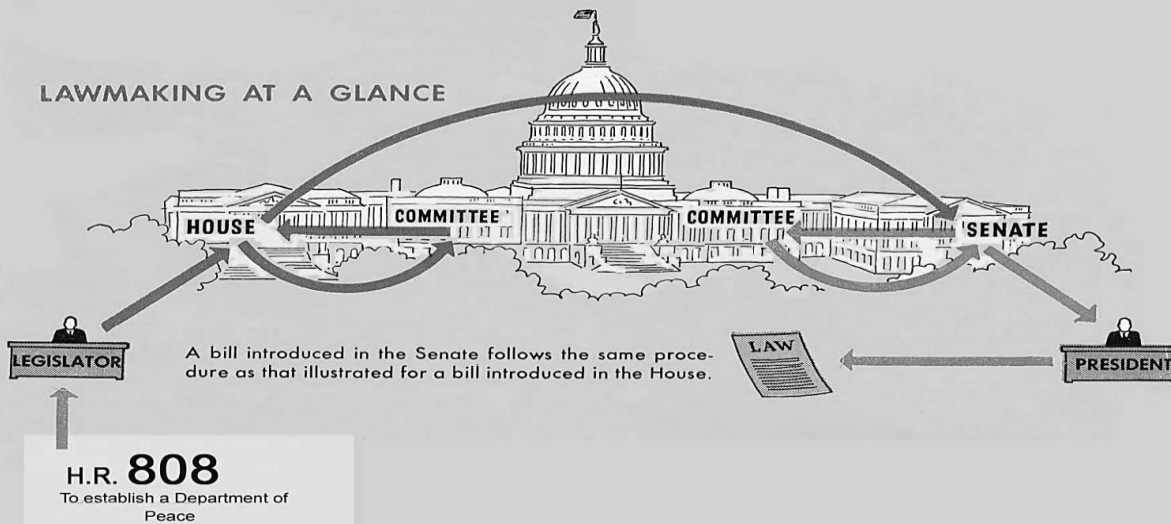 LAWMAKING AT A GLANCE
HOUSE
COMMITTEE
COMMITTEE
SENATE
LEGISLATOR
A bill introduced in the Senate follows the same proce-
dure as that illustrated for a bill introduced in the House.
LAW
PRESIDENT
H.R. 808
To establish a Department of
Peace